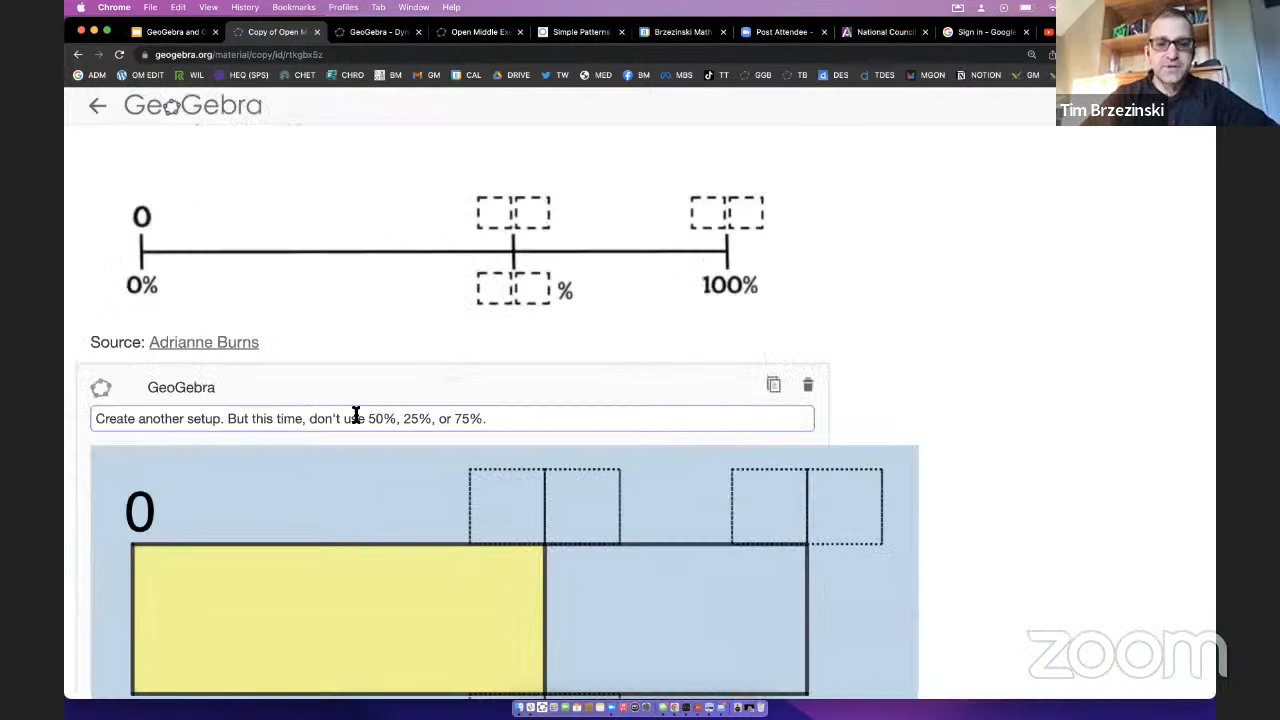 Chrome File Edit View History Bookmarks Profiles Tab Window Help
GeoGebra and C Copy of Open M GeoGebra - Dyn Open Middle Exe Simple Patterns Brzezinski Math Post Attendee - National Counci Sign in - Google
geogebra.org/material/copy/id/rtkgbx5z
ADM OM EDIT RIL HEQ (SPS) CHET CHRO BM GM CAL DRIVE TW MED BM MBS TT GGB TB DES TDES MGON NOTION GM
Tim Brzezinski
GeoGebra
0
0% % 100%
Source: Adrianne Burns
GeoGebra
Create another setup. But this time, don't use 50%, 25%, or 75%.
0
zoom